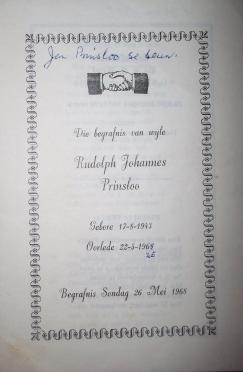 Jan Prinsloo se seun.
Die begrafnis van wyle
Rudolph Johannes
Prinsloo
Gebore 17-8-1943
Oorlede 22-5-1968
Begrafnis Sondag 26 Mei 1968